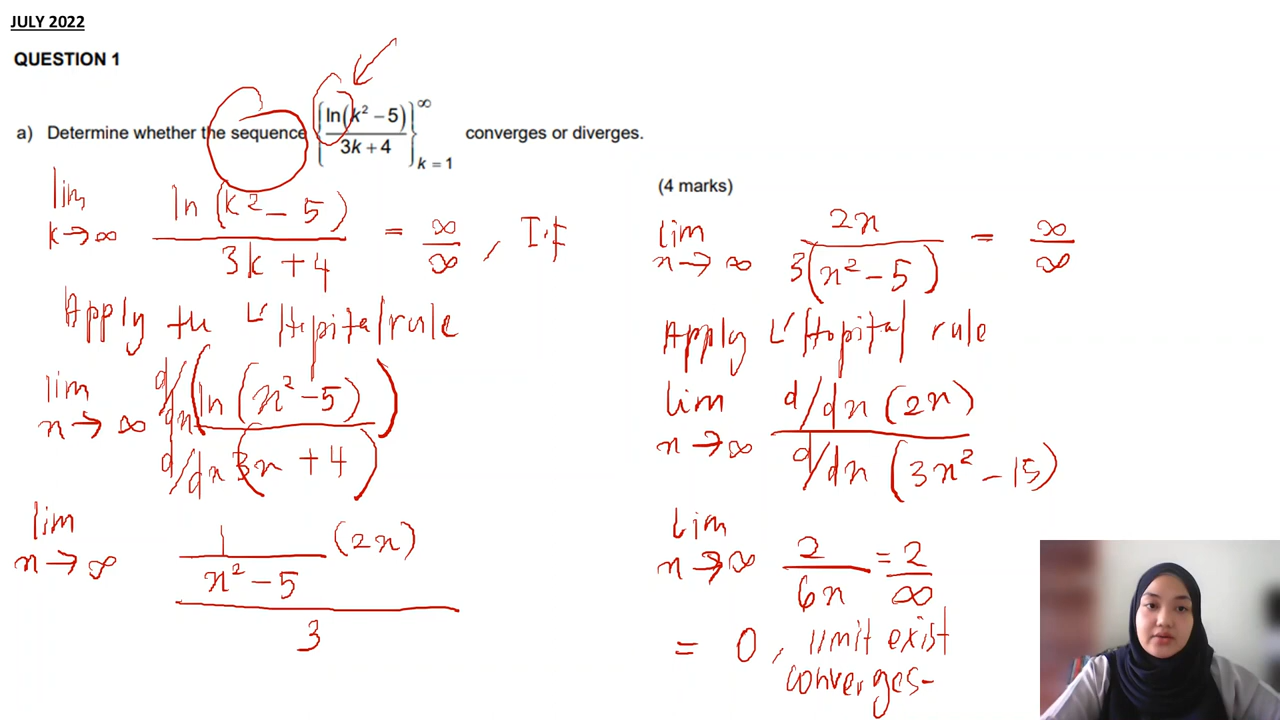 JULY 2022
QUESTION 1
a) Determine whether the sequence { ln(k² − 5) / 3k + 4 }^∞_{k = 1} converges or diverges.
(4 marks)
lim k→∞ ln(k² − 5) / 3k + 4 = ∞/∞ , I.F
Apply the L'Hopital rule
lim n→∞ d/dn (ln(n² − 5)) / d/dn (3n + 4)
lim n→∞ 1/(n² − 5) (2n) / 3
lim n→∞ 2n / 3(n² − 5) = ∞/∞
Apply L'Hopital rule
lim n→∞ d/dn (2n) / d/dn (3n² − 15)
lim n→∞ 2/6n = 2/∞
= 0 , limit exist
converges